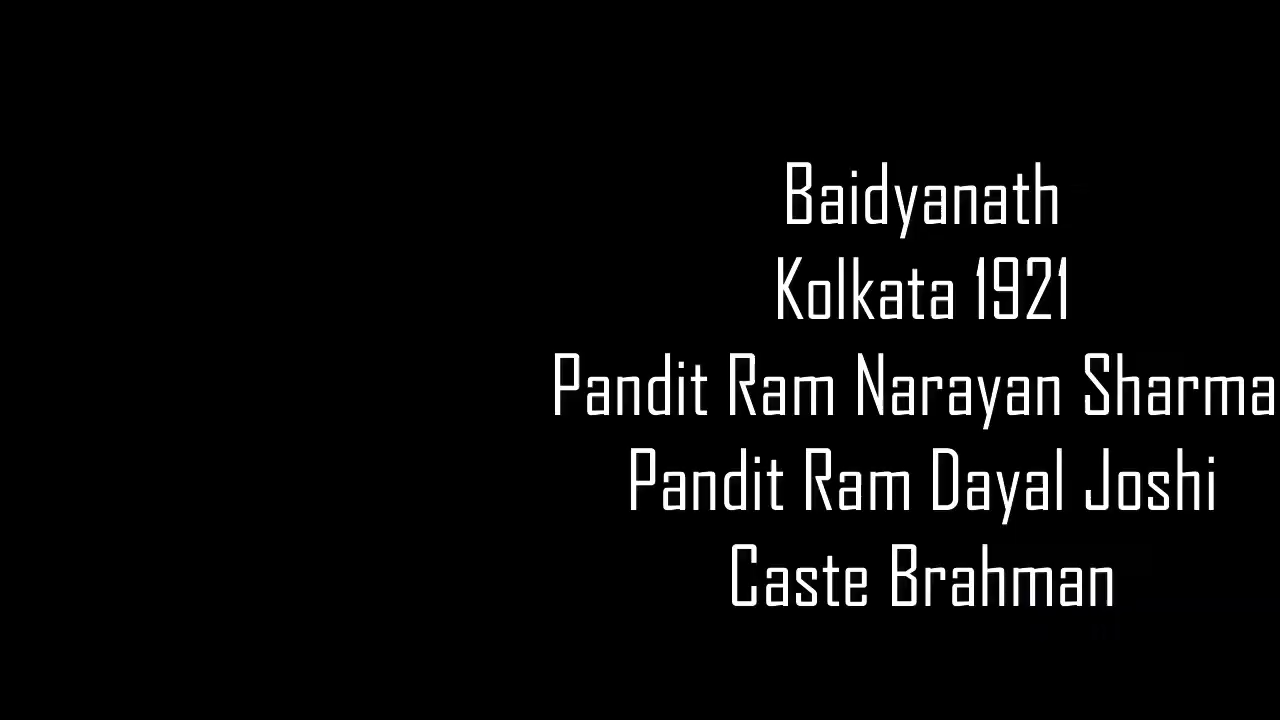 Baidyanath
Kolkata 1921
Pandit Ram Narayan Sharma
Pandit Ram Dayal Joshi
Caste Brahman